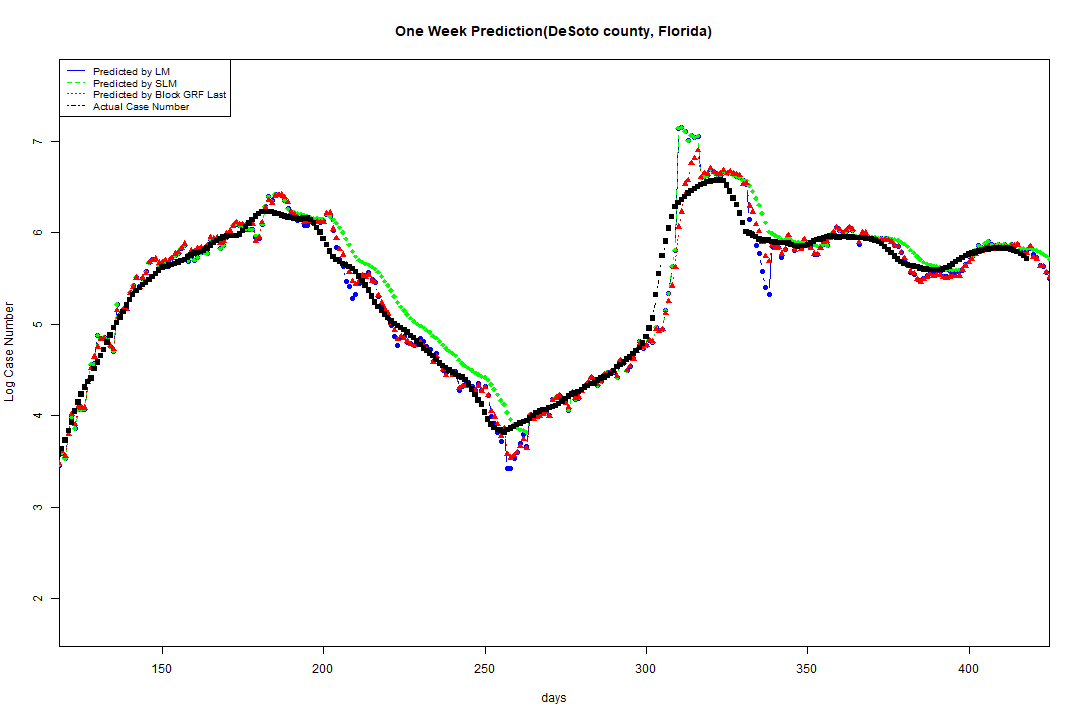 One Week Prediction(DeSoto county, Florida)
Predicted by LM
Predicted by SLM
Predicted by Block GRF Last
Actual Case Number
7
6
5
4
3
2
Log Case Number
150 200 250 300 350 400
days